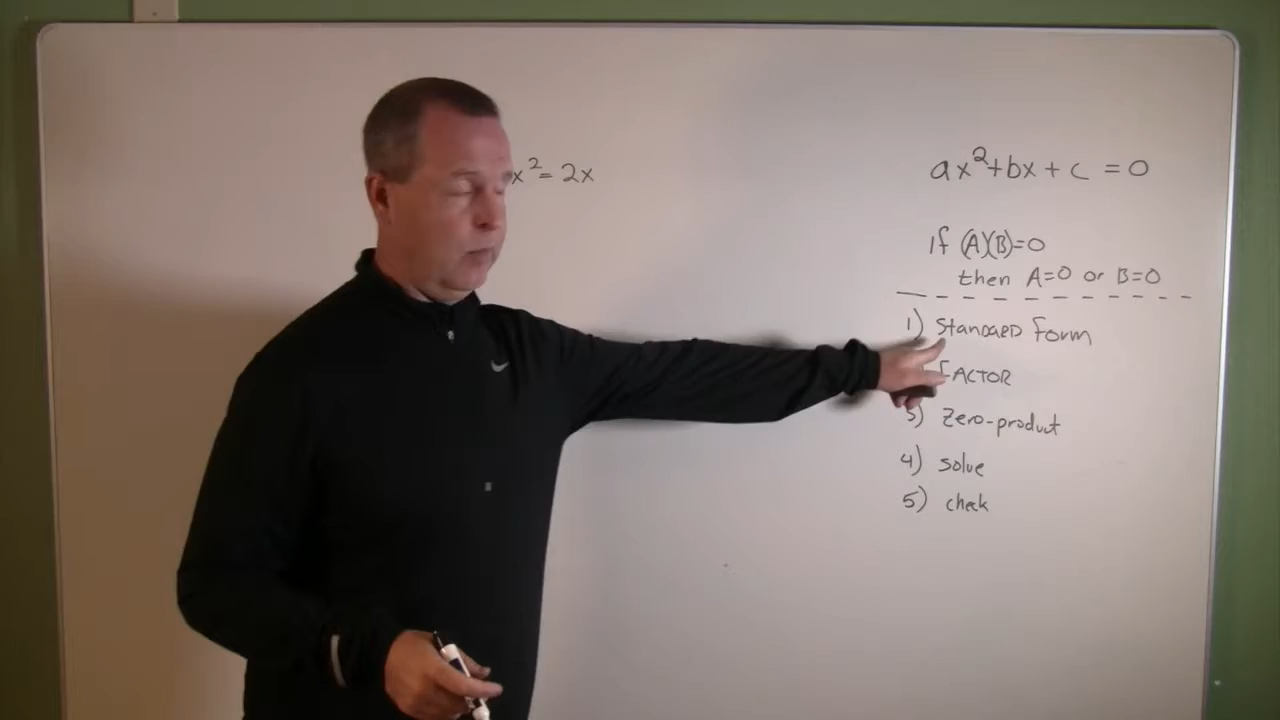 x² = 2x
ax²+bx+c=0
if (A)(B)=0
then A=0 or B=0
1) Standard Form
FACTOR
3) Zero-product
4) solve
5) check